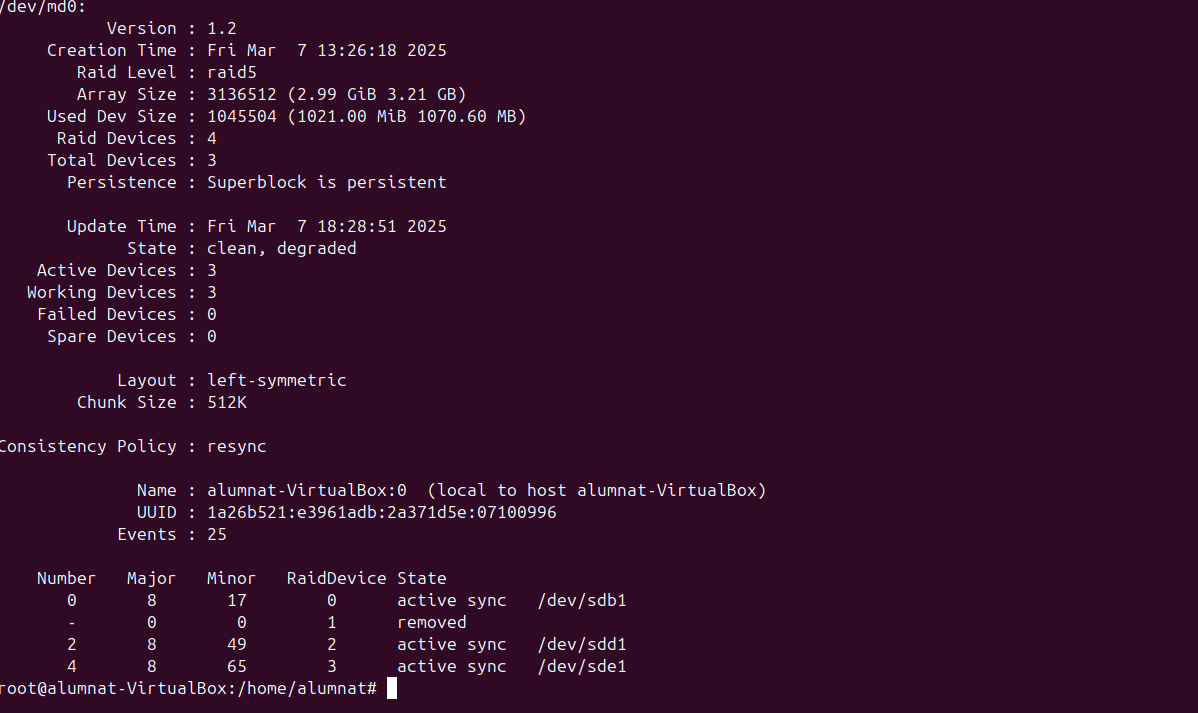 /dev/md0:
Version : 1.2
Creation Time : Fri Mar  7 13:26:18 2025
Raid Level : raid5
Array Size : 3136512 (2.99 GiB 3.21 GB)
Used Dev Size : 1045504 (1021.00 MiB 1070.60 MB)
Raid Devices : 4
Total Devices : 3
Persistence : Superblock is persistent
Update Time : Fri Mar  7 18:28:51 2025
State : clean, degraded
Active Devices : 3
Working Devices : 3
Failed Devices : 0
Spare Devices : 0
Layout : left-symmetric
Chunk Size : 512K
Consistency Policy : resync
Name : alumnat-VirtualBox:0  (local to host alumnat-VirtualBox)
UUID : 1a26b521:e3961adb:2a371d5e:07100996
Events : 25
Number   Major   Minor   RaidDevice State
0       8       17        0      active sync   /dev/sdb1
-       0        0        1      removed
2       8       49        2      active sync   /dev/sdd1
4       8       65        3      active sync   /dev/sde1
root@alumnat-VirtualBox:/home/alumnat#